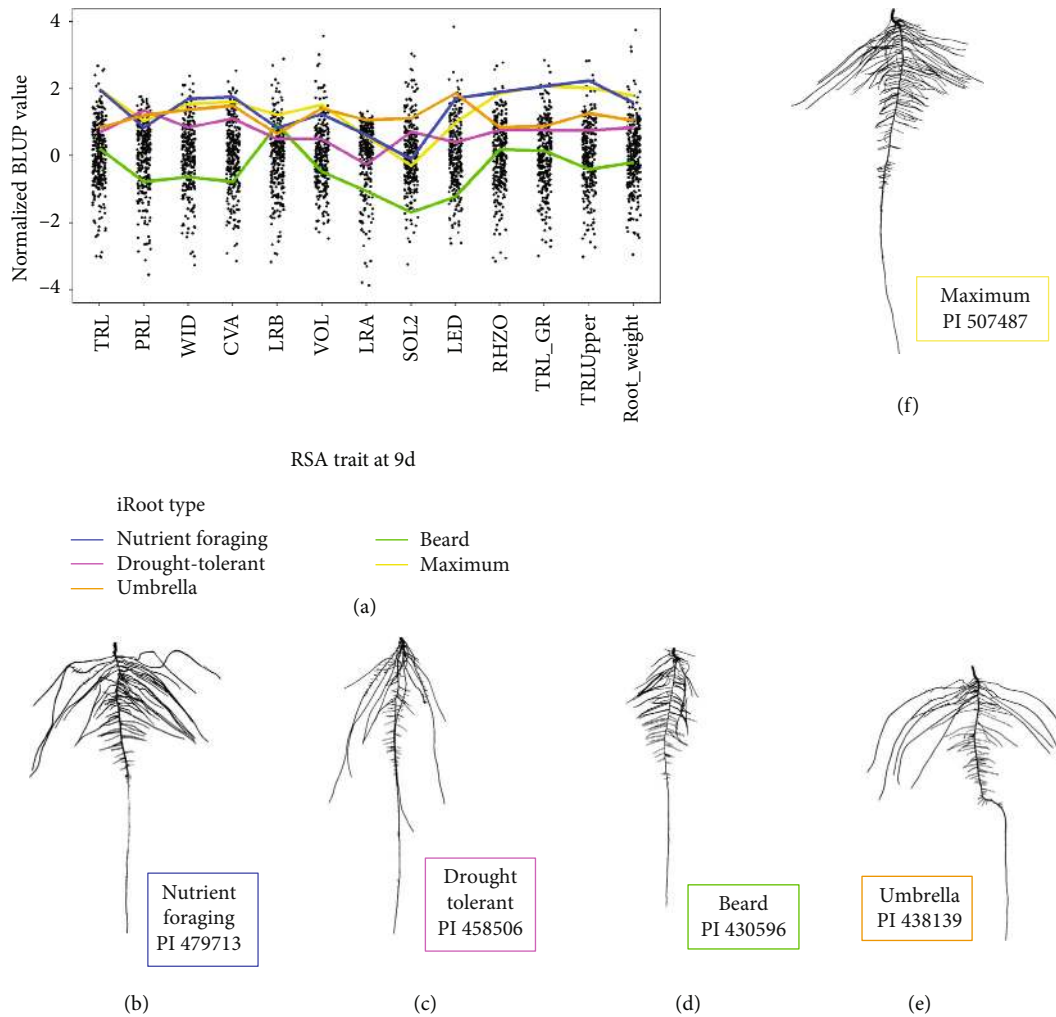 4
2
0
−2
−4
Normalized BLUP value
TRL
PRL
WID
CVA
LRB
VOL
LRA
SOL2
LED
RHZO
TRL_GR
TRLUpper
Root_weight
RSA trait at 9d
iRoot type
Nutrient foraging
Drought-tolerant
Umbrella
Beard
Maximum
(a)
Maximum
PI 507487
(f)
Nutrient
foraging
PI 479713
(b)
Drought
tolerant
PI 458506
(c)
Beard
PI 430596
(d)
Umbrella
PI 438139
(e)